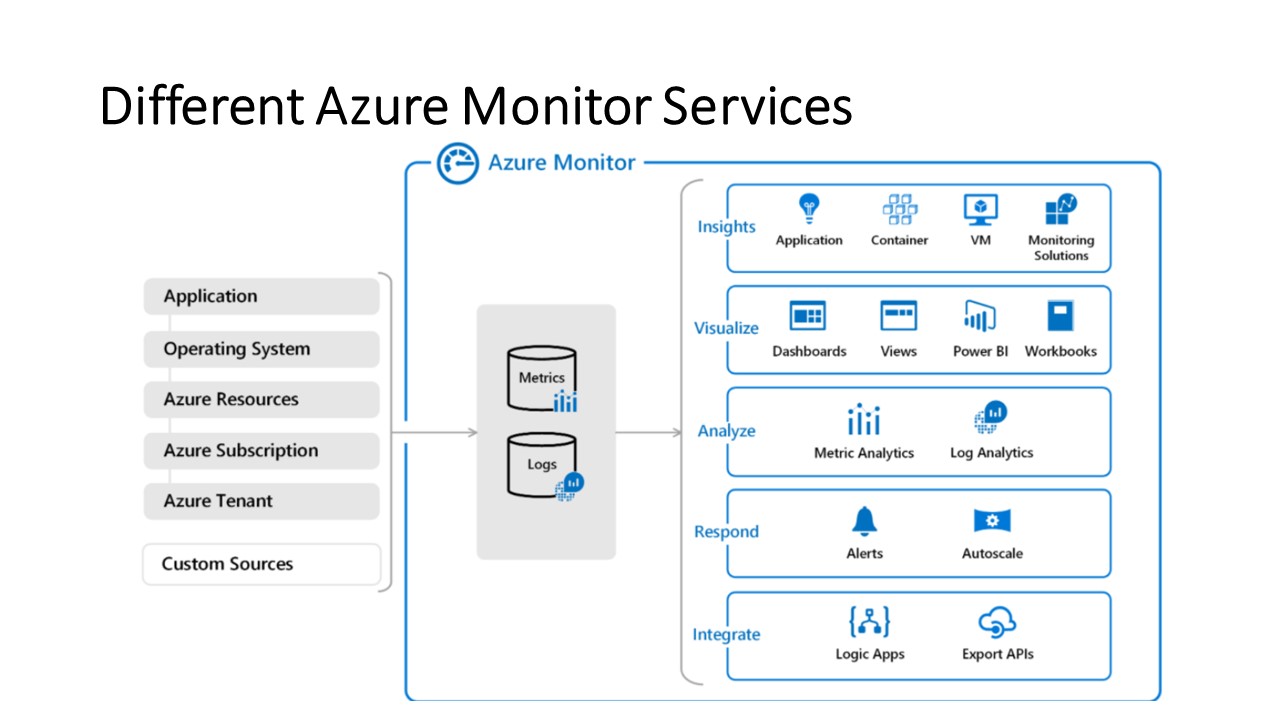 Different Azure Monitor Services
Azure Monitor
Application
Operating System
Azure Resources
Azure Subscription
Azure Tenant
Custom Sources
Metrics
Logs
Insights
Application
Container
VM
Monitoring
Solutions
Visualize
Dashboards
Views
Power BI
Workbooks
Analyze
Metric Analytics
Log Analytics
Respond
Alerts
Autoscale
Integrate
Logic Apps
Export APIs